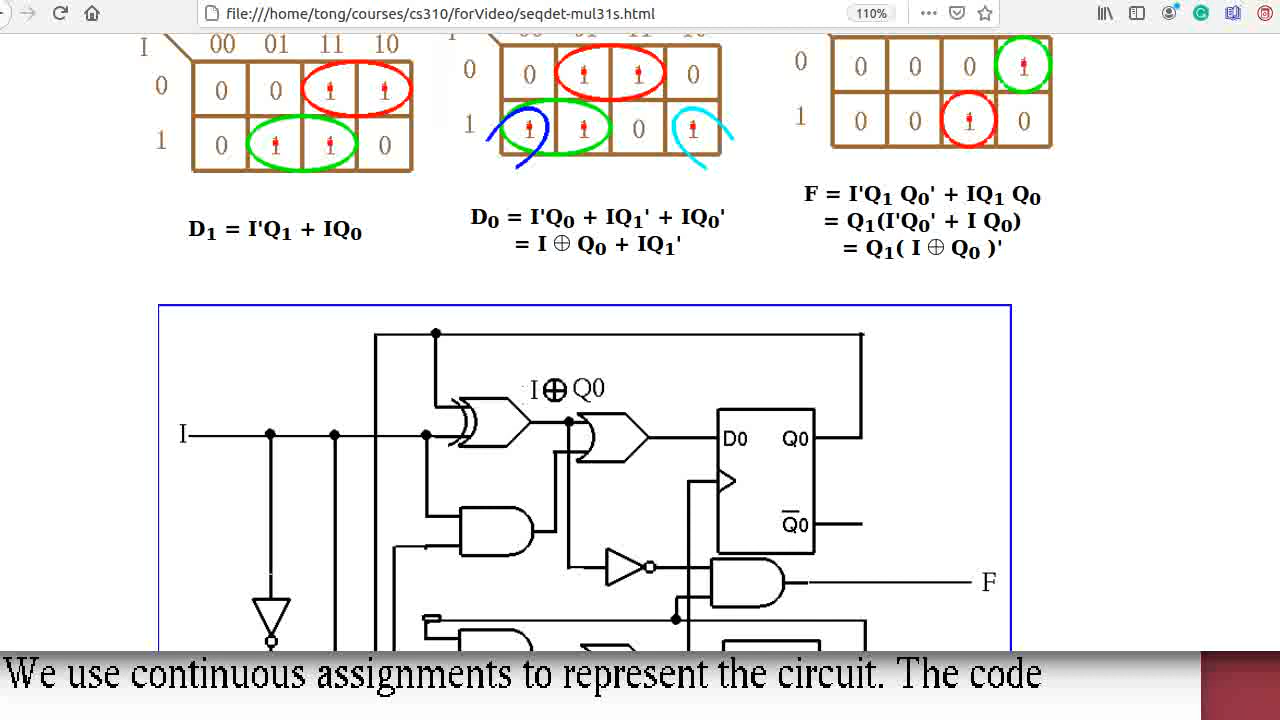 file:///home/tong/courses/cs310/forVideo/seqdet-mul31s.html
110%
I 00 01 11 10
0 0 0 1 1
1 0 1 1 0
0 0 1 1 0
1 1 1 0 1
0 0 0 0 1
1 0 0 1 0
D1 = I'Q1 + IQ0
D0 = I'Q0 + IQ1' + IQ0'
= I ⊕ Q0 + IQ1'
F = I'Q1 Q0' + IQ1 Q0
= Q1(I'Q0' + I Q0)
= Q1( I ⊕ Q0 )'
I ⊕ Q0
I
D0 Q0
Q0
F
We use continuous assignments to represent the circuit. The code